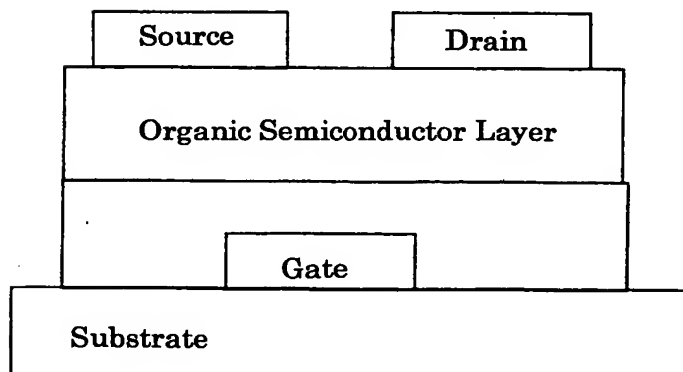 Source
Drain
Organic Semiconductor Layer
Gate
Substrate